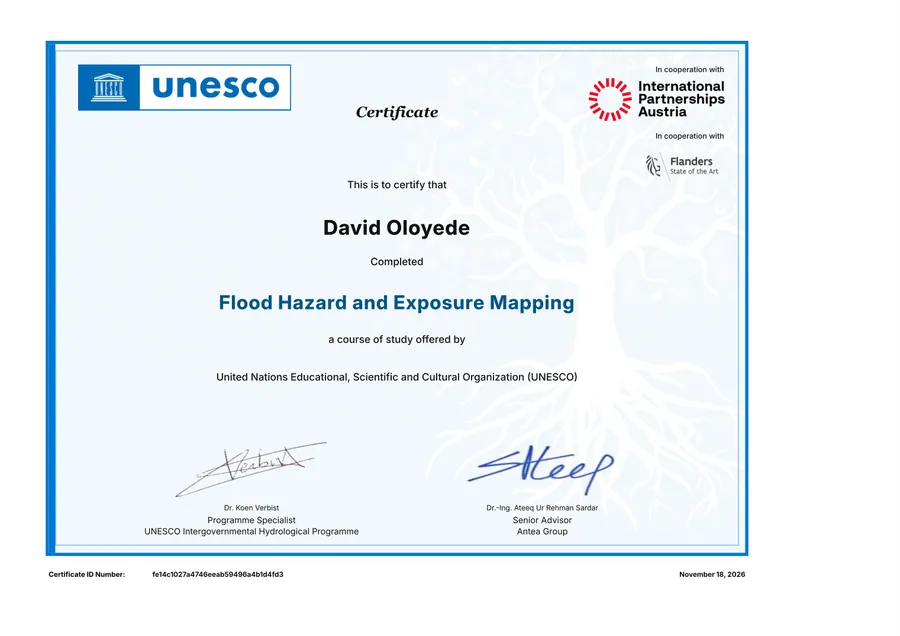 unesco
In cooperation with
International
Partnerships
Austria
Certificate
In cooperation with
Flanders
State of the Art
This is to certify that
David Oloyede
Completed
Flood Hazard and Exposure Mapping
a course of study offered by
United Nations Educational, Scientific and Cultural Organization (UNESCO)
Dr. Koen Verbist
Programme Specialist
UNESCO Intergovernmental Hydrological Programme
Dr.-Ing. Ateeq Ur Rehman Sardar
Senior Advisor
Antea Group
Certificate ID Number: fe14c1027a4746eeab59496a4b1d4fd3
November 18, 2026